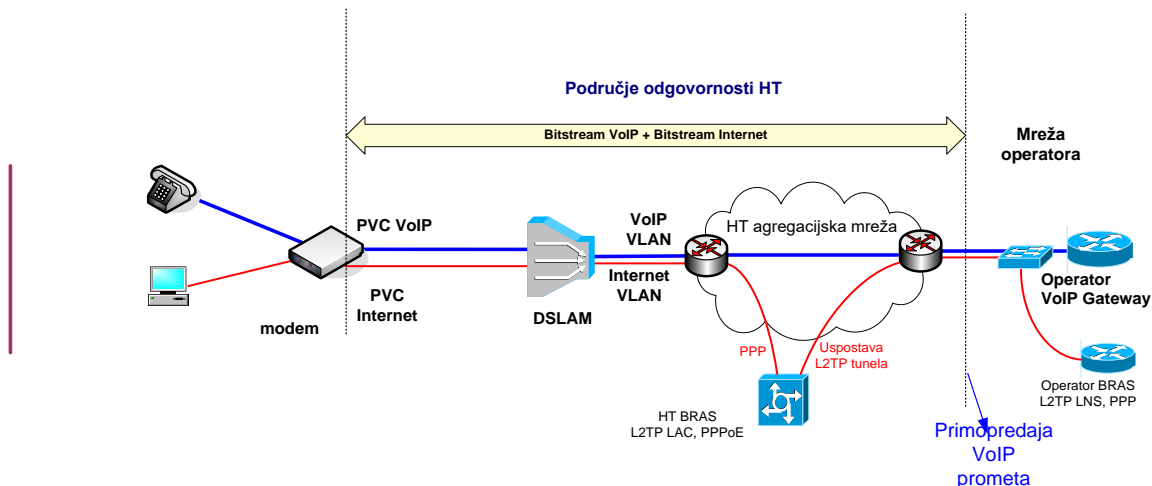 Područje odgovornosti HT
Bitstream VoIP + Bitstream Internet
Mreža
operatora
PVC VoIP
VoIP
VLAN
HT agregacijska mreža
PVC
Internet
Internet
VLAN
modem
DSLAM
Operator
VoIP Gateway
PPP
Uspostava
L2TP tunela
HT BRAS
L2TP LAC, PPPoE
Operator BRAS
L2TP LNS, PPP
Primopredaja
VoIP
prometa